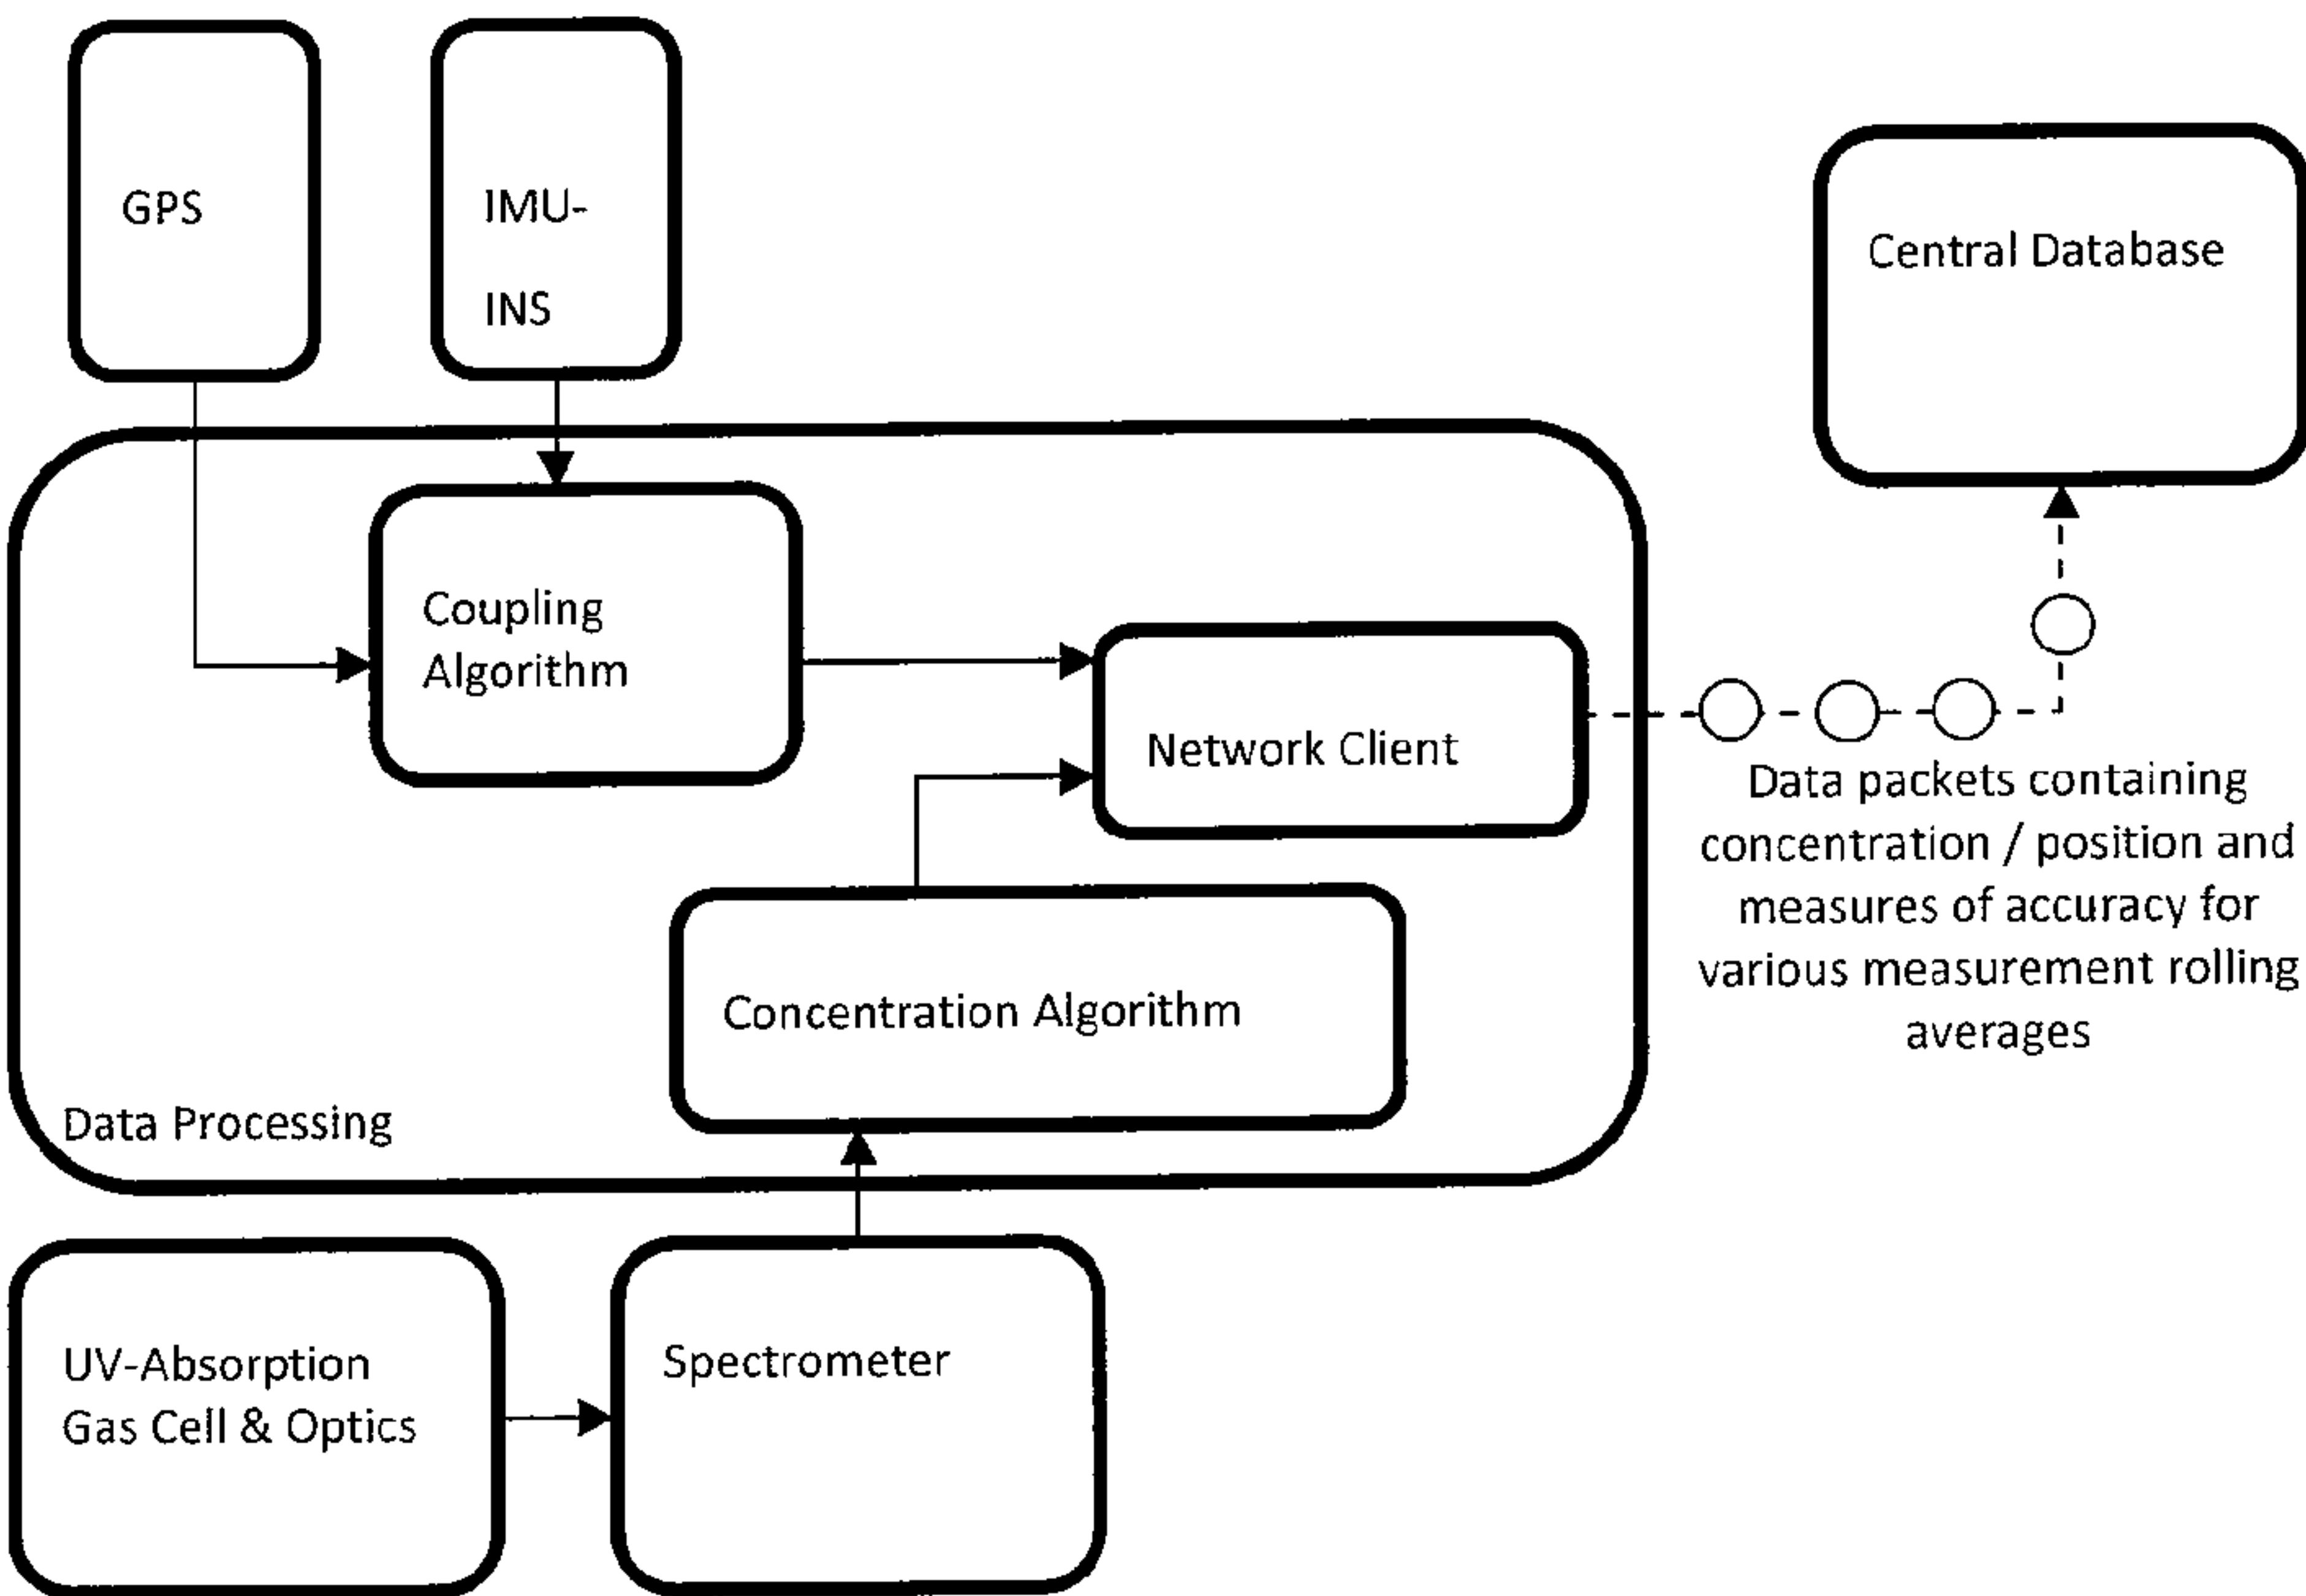 GPS
IMU-
INS
Central Database
Coupling
Algorithm
Network Client
Data packets containing
concentration / position and
measures of accuracy for
various measurement rolling
averages
Concentration Algorithm
Data Processing
UV-Absorption
Gas Cell & Optics
Spectrometer